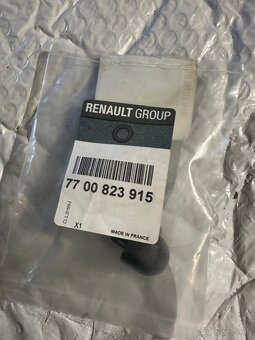 RENAULT GROUP
77 00 823 915
X1
MADE IN FRANCE